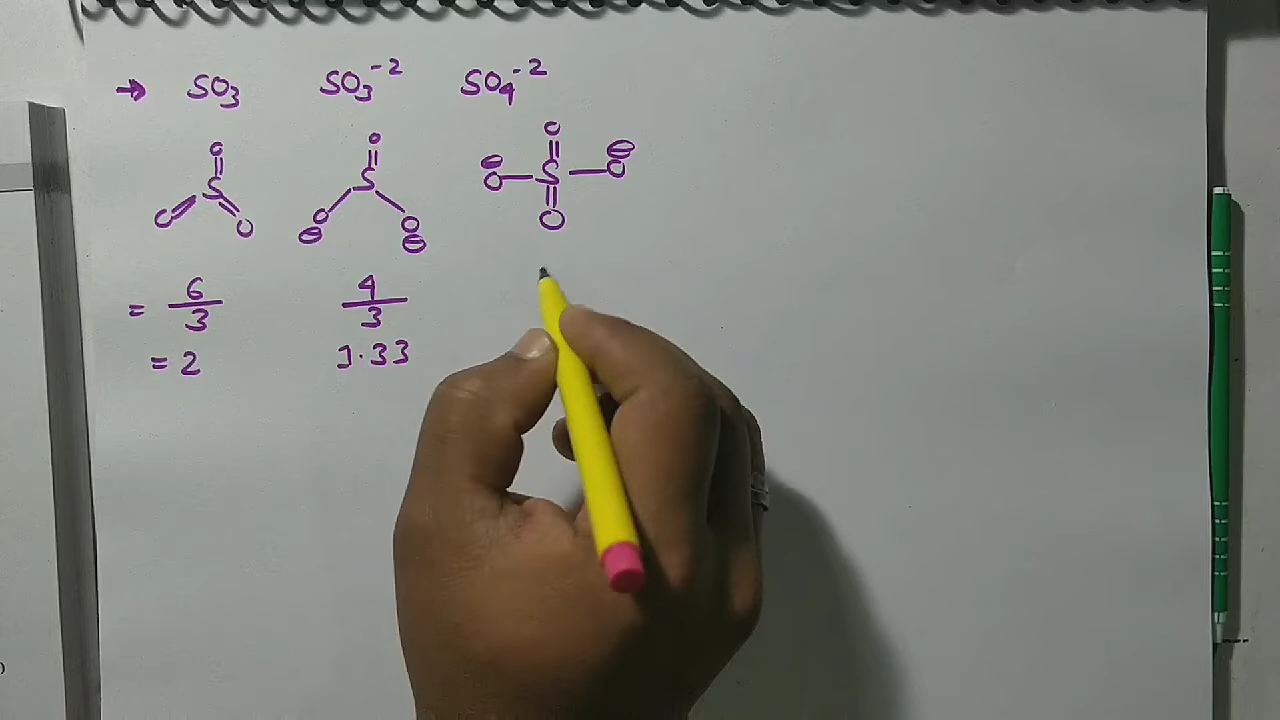 → SO₃ SO₃⁻² SO₄⁻²
O O O
S S ⊖O S O⊖
O O O O O
⊖ ⊖
= 6/3 4/3
= 2 1.33